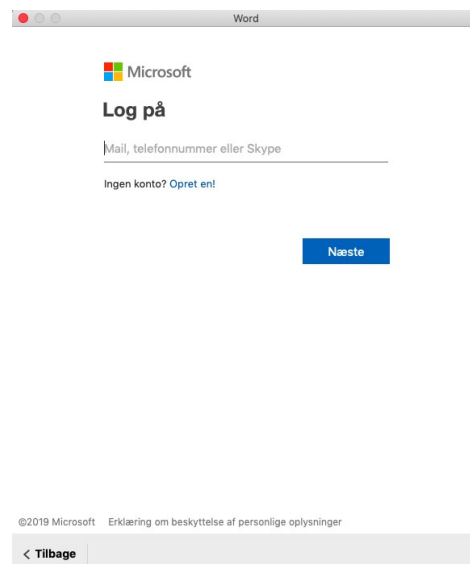 Word
Microsoft
Log på
Mail, telefonnummer eller Skype
Ingen konto? Opret en!
Næste
©2019 Microsoft Erklæring om beskyttelse af personlige oplysninger
< Tilbage